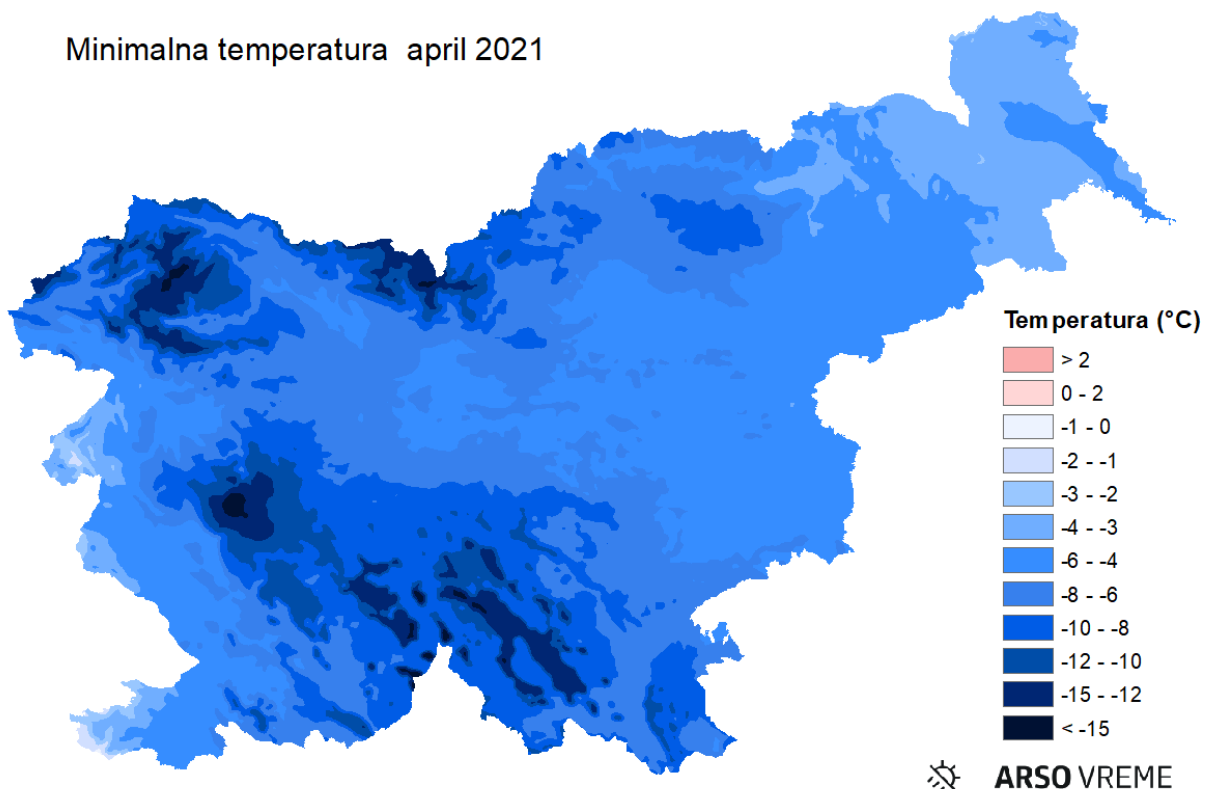 Minimalna temperatura april 2021
Temperatura (°C)
> 2
0 - 2
-1 - 0
-2 - -1
-3 - -2
-4 - -3
-6 - -4
-8 - -6
-10 - -8
-12 - -10
-15 - -12
< -15
ARSO VREME